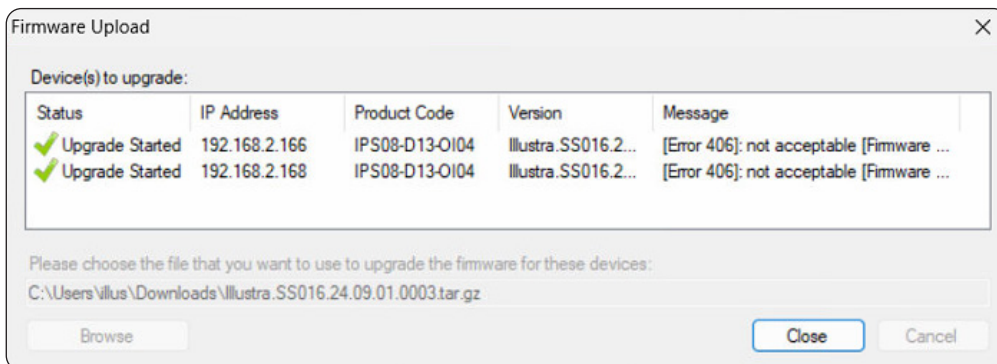 Firmware Upload
Device(s) to upgrade:
Status IP Address Product Code Version Message
Upgrade Started 192.168.2.166 IPS08-D13-OI04 Illustra.SS016.2... [Error 406]: not acceptable [Firmware ...
Upgrade Started 192.168.2.168 IPS08-D13-OI04 Illustra.SS016.2... [Error 406]: not acceptable [Firmware ...
Please choose the file that you want to use to upgrade the firmware for these devices:
C:\Users\illus\Downloads\Illustra.SS016.24.09.01.0003.tar.gz
Browse Close Cancel